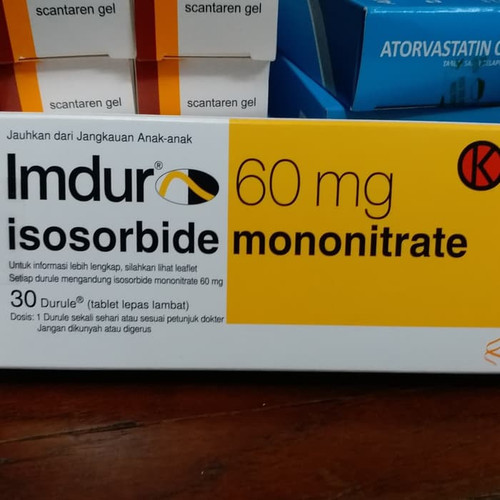 scantaren gel
scantaren gel
scantaren gel
scantaren gel
ATORVASTATIN
Jauhkan dari Jangkauan Anak-anak
Imdur® 60 mg
K
isosorbide mononitrate
Untuk informasi lebih lengkap, silahkan lihat leaflet
Setiap durule mengandung isosorbide mononitrate 60 mg
30 Durule® (tablet lepas lambat)
Dosis: 1 Durule sekali sehari atau sesuai petunjuk dokter
Jangan dikunyah atau digerus